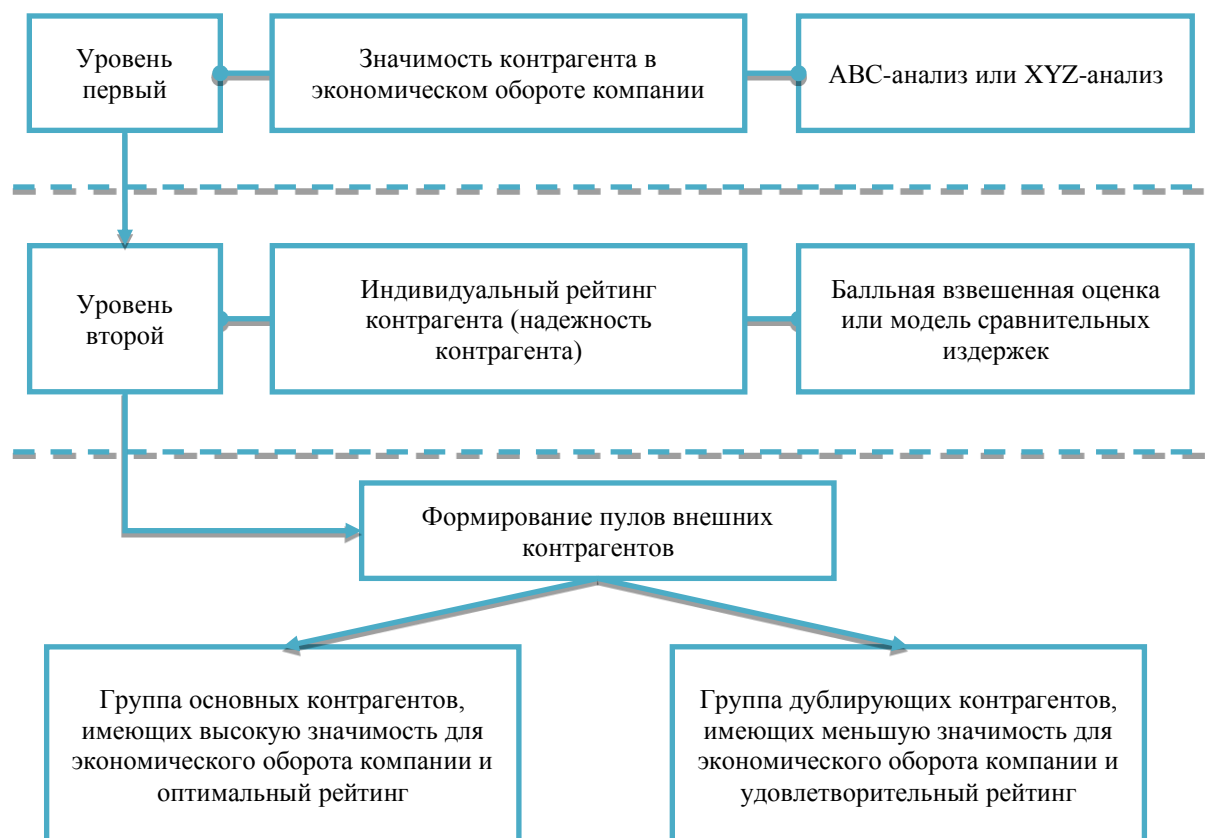 Уровень
первый
Значимость контрагента в
экономическом обороте компании
ABC-анализ или XYZ-анализ
Уровень
второй
Индивидуальный рейтинг
контрагента (надежность
контрагента)
Балльная взвешенная оценка
или модель сравнительных
издержек
Формирование пулов внешних
контрагентов
Группа основных контрагентов,
имеющих высокую значимость для
экономического оборота компании и
оптимальный рейтинг
Группа дублирующих контрагентов,
имеющих меньшую значимость для
экономического оборота компании и
удовлетворительный рейтинг